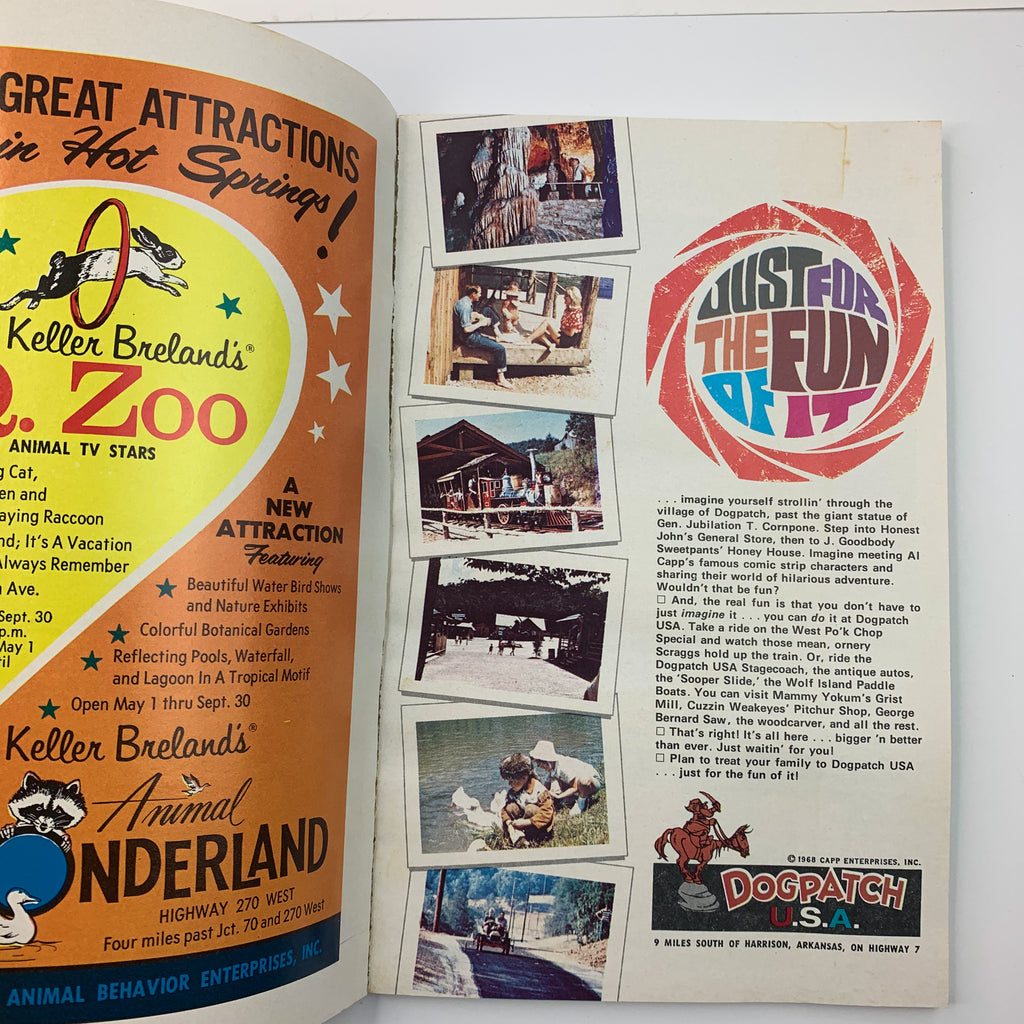 GREAT ATTRACTIONS
in Hot Springs!
Keller Breland's®
Q. ZOO
ANIMAL TV STARS
Cat,
en and
aying Raccoon
nd; It's A Vacation
Always Remember
Ave.
Sept. 30
p.m.
May 1
til
A
NEW
ATTRACTION
Featuring
Beautiful Water Bird Shows
and Nature Exhibits
Colorful Botanical Gardens
Reflecting Pools, Waterfall,
and Lagoon In A Tropical Motif
Open May 1 thru Sept. 30
Keller Breland's®
Animal
ONDERLAND
HIGHWAY 270 WEST
Four miles past Jct. 70 and 270 West
ANIMAL BEHAVIOR ENTERPRISES, INC.
JUST FOR
THE FUN
OF IT
. . . imagine yourself strollin' through the
village of Dogpatch, past the giant statue of
Gen. Jubilation T. Cornpone. Step into Honest
John's General Store, then to J. Goodbody
Sweetpants' Honey House. Imagine meeting Al
Capp's famous comic strip characters and
sharing their world of hilarious adventure.
Wouldn't that be fun?
□ And, the real fun is that you don't have to
just imagine it . . . you can do it at Dogpatch
USA. Take a ride on the West Po'k Chop
Special and watch those mean, ornery
Scraggs hold up the train. Or, ride the
Dogpatch USA Stagecoach, the antique autos,
the 'Sooper Slide,' the Wolf Island Paddle
Boats. You can visit Mammy Yokum's Grist
Mill, Cuzzin Weakeyes' Pitchur Shop, George
Bernard Saw, the woodcarver, and all the rest.
□ That's right! It's all here . . . bigger 'n better
than ever. Just waitin' for you!
□ Plan to treat your family to Dogpatch USA
. . . just for the fun of it!
© 1968 CAPP ENTERPRISES, INC.
DOGPATCH
U.S.A.
9 MILES SOUTH OF HARRISON, ARKANSAS, ON HIGHWAY 7